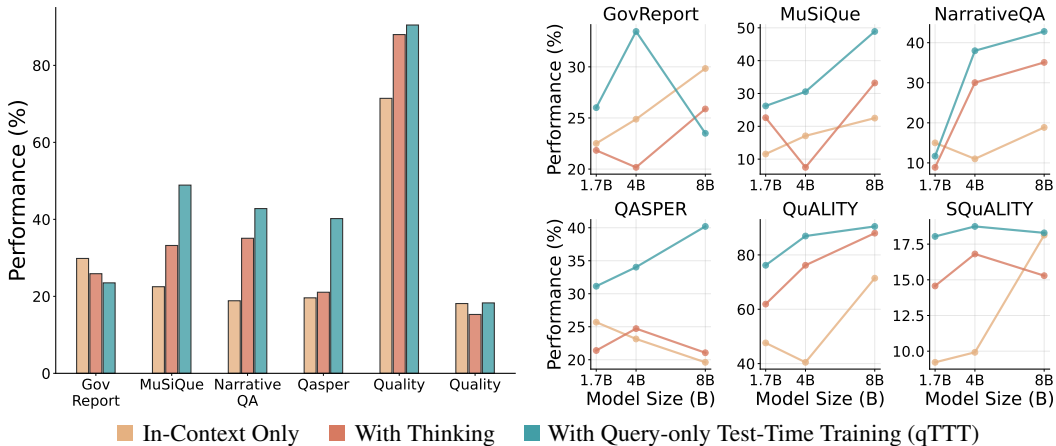 Performance (%)
80
60
40
20
0
Gov
Report
MuSiQue
Narrative
QA
Qasper
Quality
Quality
GovReport
Performance (%)
30
25
20
1.7B
4B
8B
MuSiQue
50
40
30
20
10
1.7B
4B
8B
NarrativeQA
40
30
20
10
1.7B
4B
8B
QASPER
Performance (%)
40
35
30
25
20
1.7B
4B
8B
Model Size (B)
QuALITY
80
60
40
1.7B
4B
8B
Model Size (B)
SQuALITY
17.5
15.0
12.5
10.0
1.7B
4B
8B
Model Size (B)
In-Context Only
With Thinking
With Query-only Test-Time Training (qTTT)